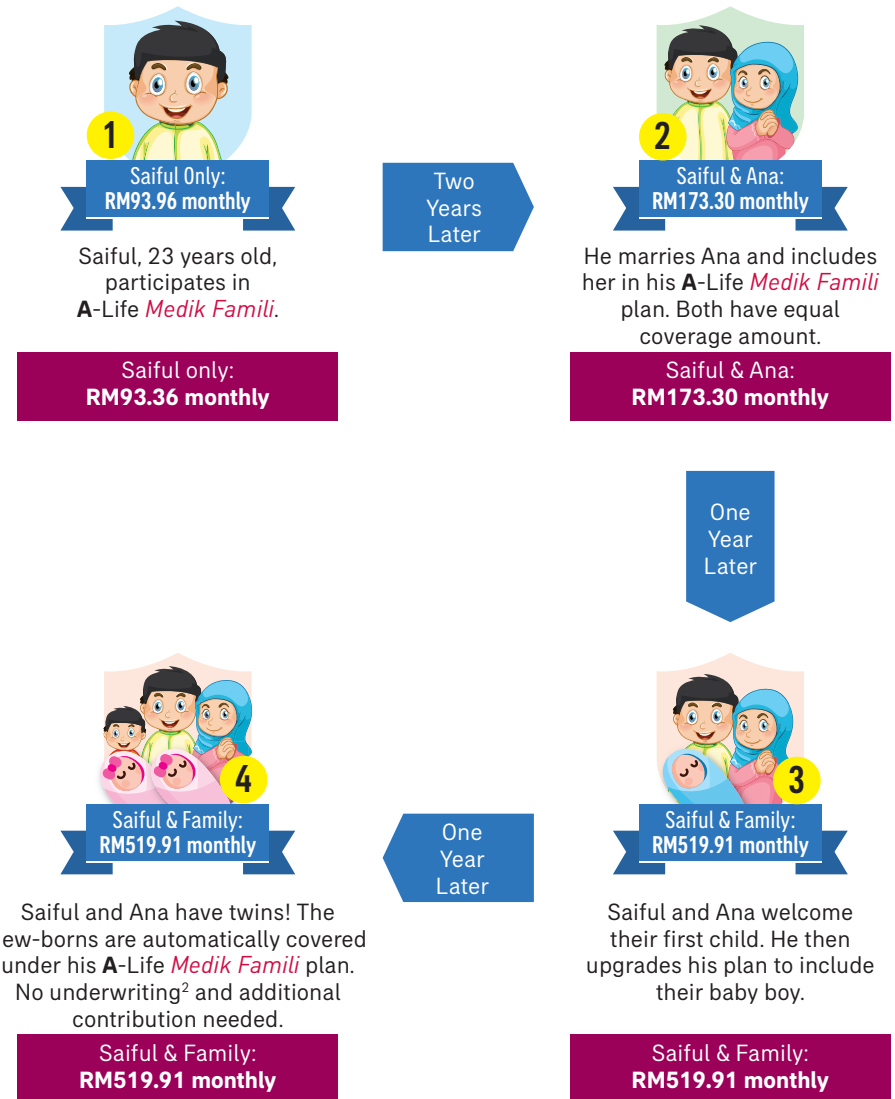 1
Saiful Only:
RM93.96 monthly
Saiful, 23 years old,
participates in
A-Life Medik Famili.
Saiful only:
RM93.36 monthly
Two
Years
Later
2
Saiful & Ana:
RM173.30 monthly
He marries Ana and includes
her in his A-Life Medik Famili
plan. Both have equal
coverage amount.
Saiful & Ana:
RM173.30 monthly
One
Year
Later
3
Saiful & Family:
RM519.91 monthly
Saiful and Ana welcome
their first child. He then
upgrades his plan to include
their baby boy.
Saiful & Family:
RM519.91 monthly
One
Year
Later
4
Saiful & Family:
RM519.91 monthly
Saiful and Ana have twins! The
ew-borns are automatically covered
under his A-Life Medik Famili plan.
No underwriting² and additional
contribution needed.
Saiful & Family:
RM519.91 monthly